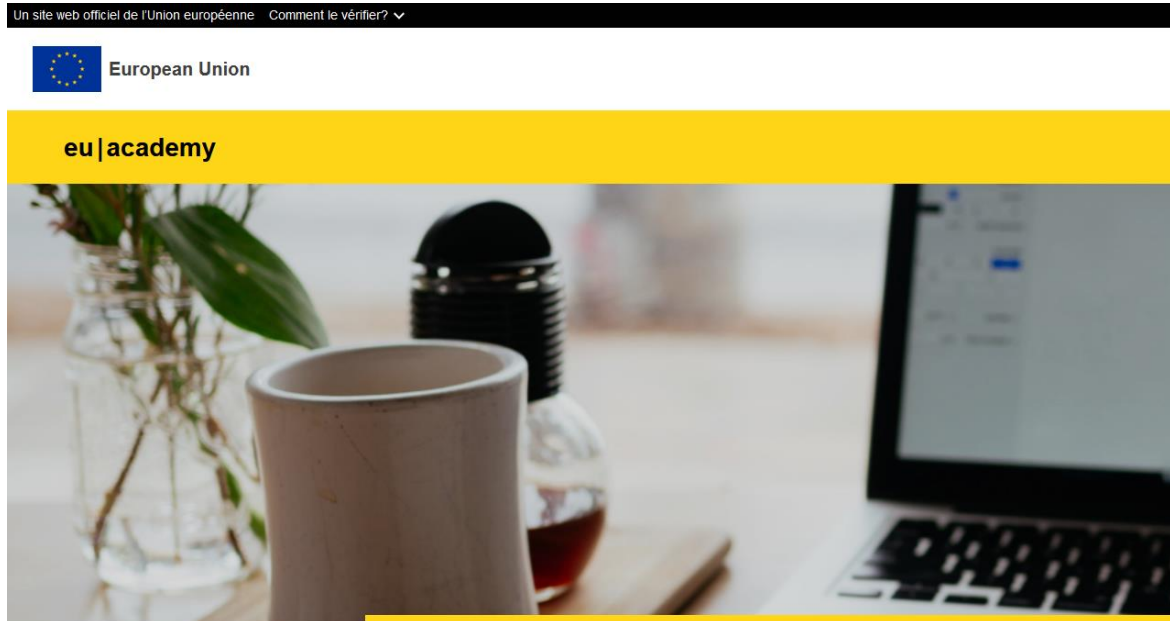 Un site web officiel de l'Union européenne Comment le vérifier?
European Union
eu|academy